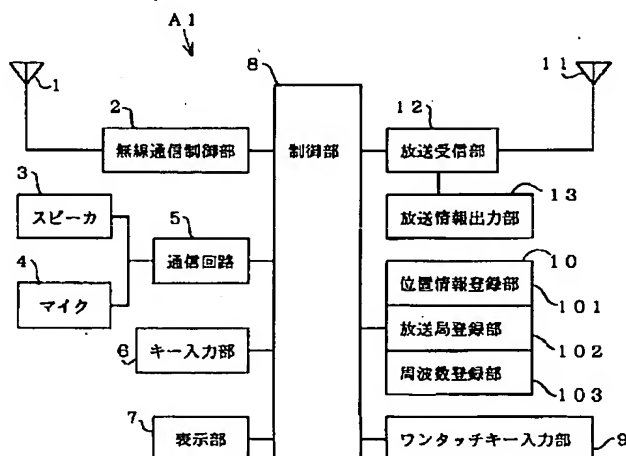 A1
1
8
11
2
無線通信制御部
制御部
12
放送受信部
3
スピーカ
13
放送情報出力部
5
通信回路
4
マイク
10
位置情報登録部
101
放送局登録部
102
周波数登録部
103
6
キー入力部
7
表示部
ワンタッチキー入力部
9